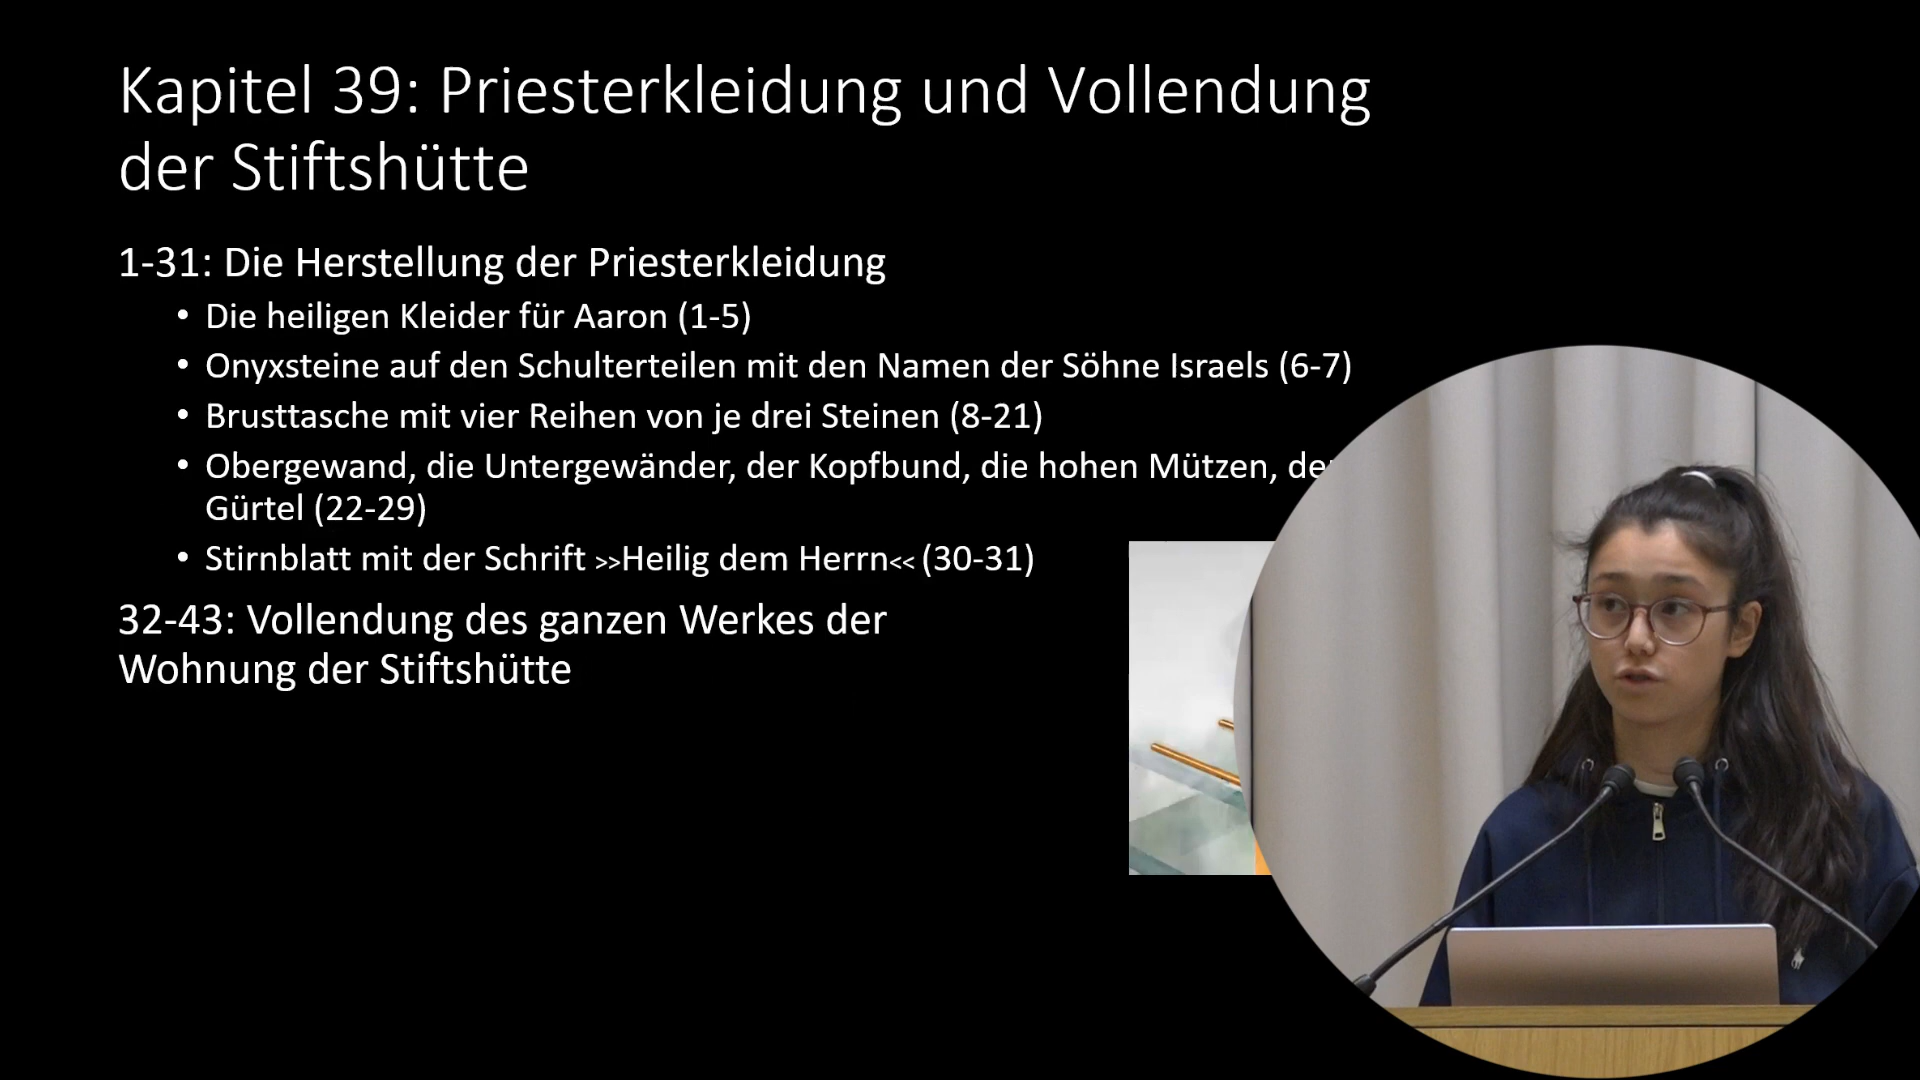 Kapitel 39: Priesterkleidung und Vollendung
der Stiftshütte
1-31: Die Herstellung der Priesterkleidung
• Die heiligen Kleider für Aaron (1-5)
• Onyxsteine auf den Schulterteilen mit den Namen der Söhne Israels (6-7)
• Brusttasche mit vier Reihen von je drei Steinen (8-21)
• Obergewand, die Untergewänder, der Kopfbund, die hohen Mützen,
Gürtel (22-29)
• Stirnblatt mit der Schrift >>Heilig dem Herrn<< (30-31)
32-43: Vollendung des ganzen Werkes der
Wohnung der Stiftshütte